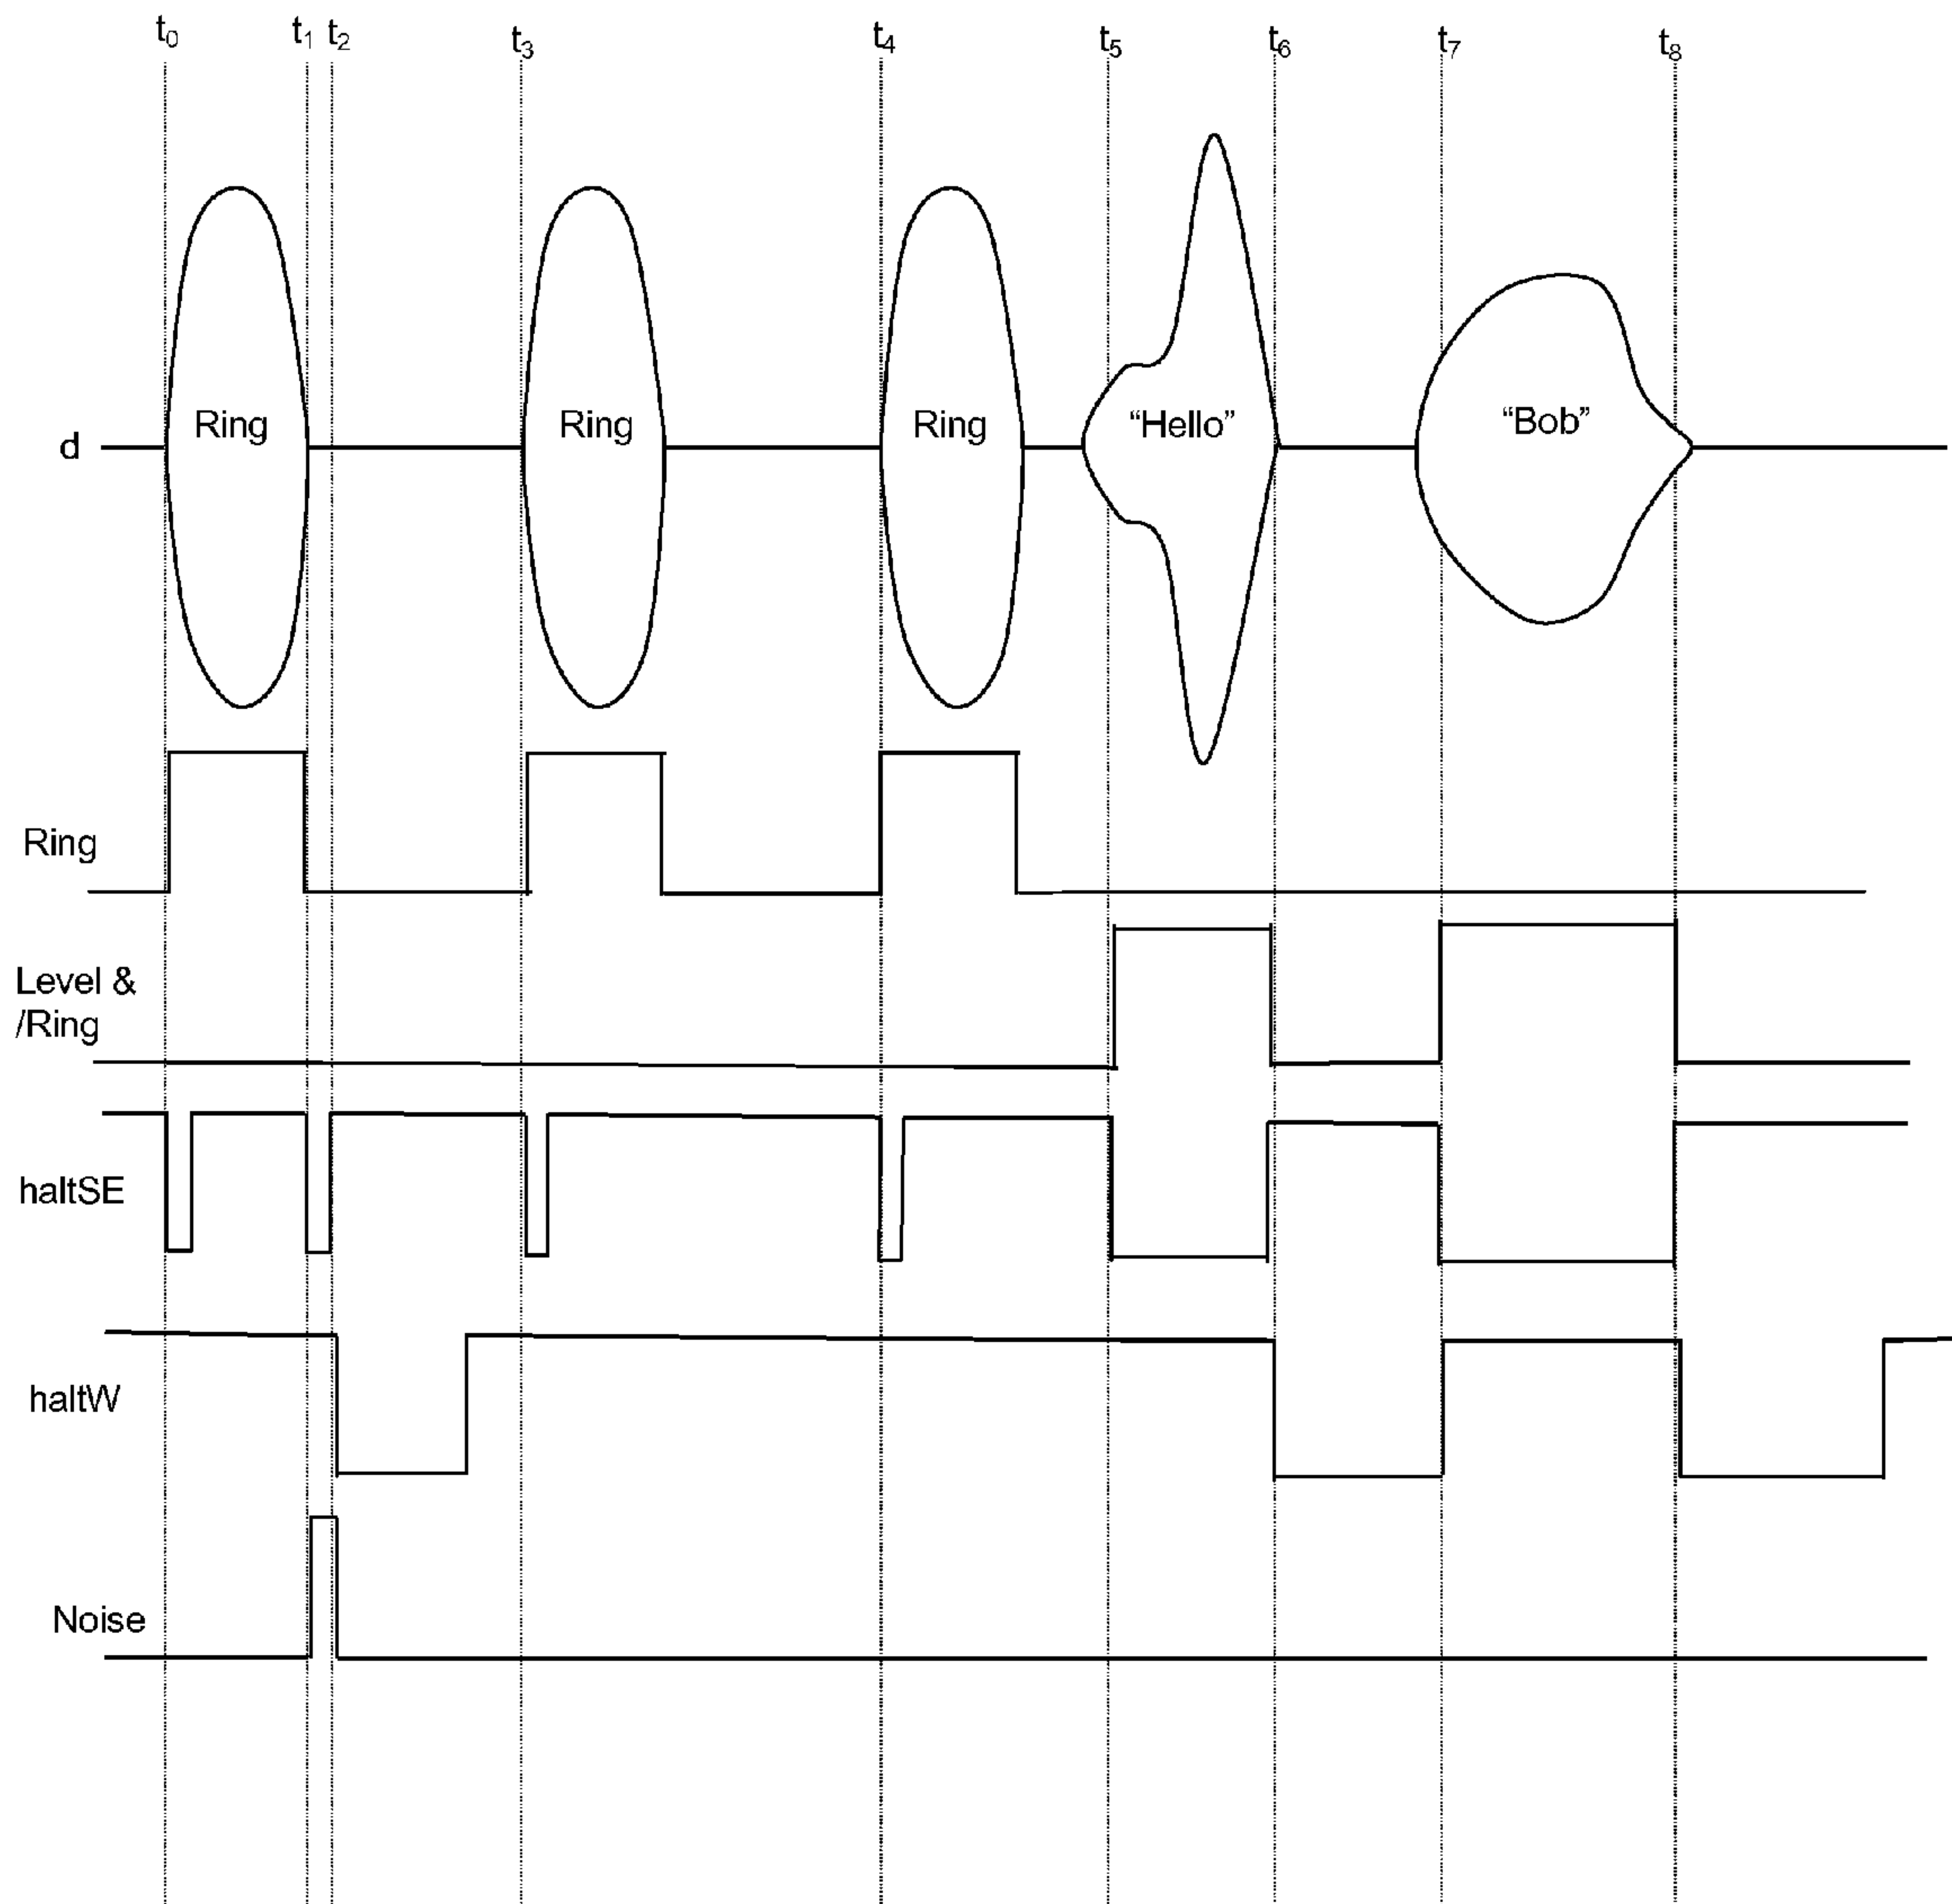 t0 t1 t2 t3 t4 t5 t6 t7 t8
d Ring Ring Ring “Hello” “Bob”
Ring
Level &
/Ring
haltSE
haltW
Noise